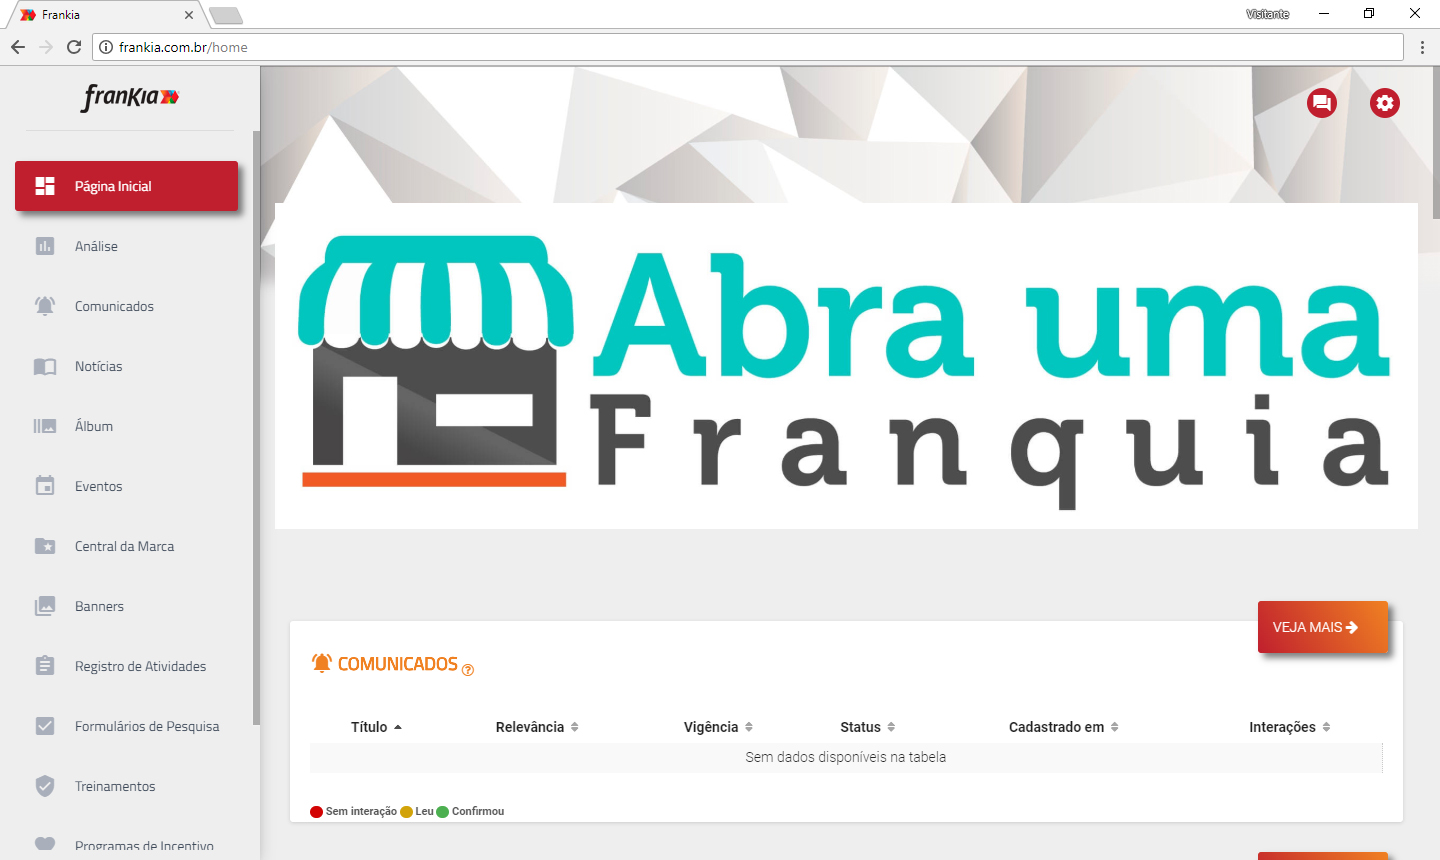 Frankia
Visitante
frankia.com.br/home
franKia
Página Inicial
Análise
Comunicados
Notícias
Álbum
Eventos
Central da Marca
Banners
Registro de Atividades
Formulários de Pesquisa
Treinamentos
Programas de Incentivo
Abra uma
Franquia
VEJA MAIS
COMUNICADOS ?
Título Relevância Vigência Status Cadastrado em Interações
Sem dados disponíveis na tabela
Sem interação Leu Confirmou